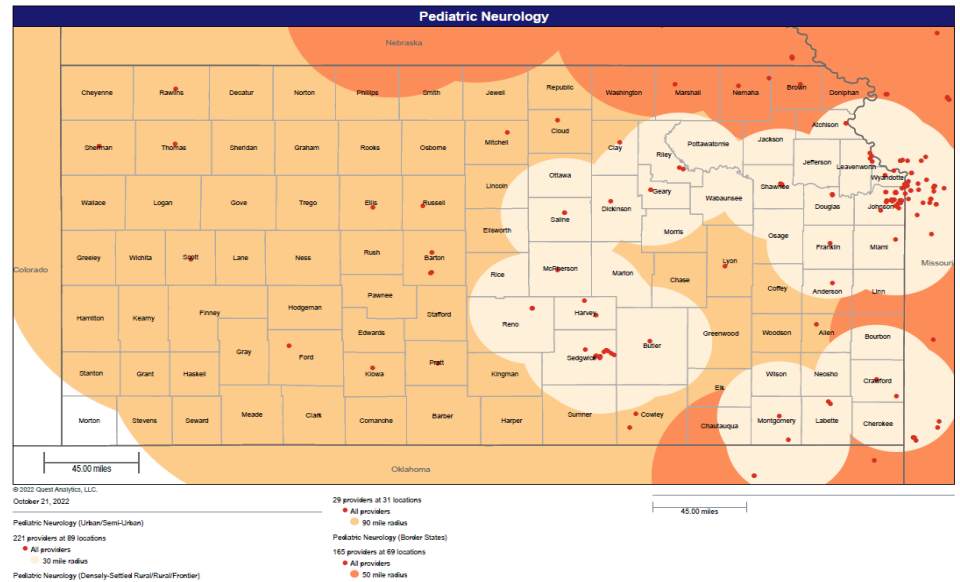 Pediatric Neurology
Nebraska
Cheyenne Rawlins Decatur Norton Phillips Smith Jewell Republic Washington Marshall Nemaha Brown Doniphan
Atchison
Cloud
Sherman Thomas Sheridan Graham Rooks Osborne Mitchell Clay Riley Pottawatomie Jackson
Jefferson Leavenworth
Ottawa
Wyandotte
Lincoln Geary Shawnee
Wallace Logan Gove Trego Ellis Russell Saline Dickinson Wabaunsee Douglas Johnson
Ellsworth Morris Osage
Greeley Wichita Scott Lane Ness Rush Barton Lyon Franklin Miami
Colorado Rice McPherson Marion Chase Missouri
Coffey Anderson Linn
Pawnee
Hamilton Kearny Finney Hodgeman Stafford Reno Harvey
Edwards Greenwood Woodson Allen Bourbon
Gray Ford Sedgwick Butler
Stanton Grant Haskell Kiowa Pratt Kingman Wilson Neosho Crawford
Elk
Morton Stevens Seward Meade Clark Comanche Barber Harper Sumner Cowley Chautauqua Montgomery Labette Cherokee
45.00 miles
Oklahoma
© 2022 Quest Analytics, LLC.
October 21, 2022
Pediatric Neurology (Urban/Semi-Urban)
221 providers at 89 locations
All providers
30 mile radius
Pediatric Neurology (Densely-Settled Rural/Rural/Frontier)
29 providers at 31 locations
All providers
90 mile radius
Pediatric Neurology (Border States)
165 providers at 69 locations
All providers
50 mile radius
45.00 miles